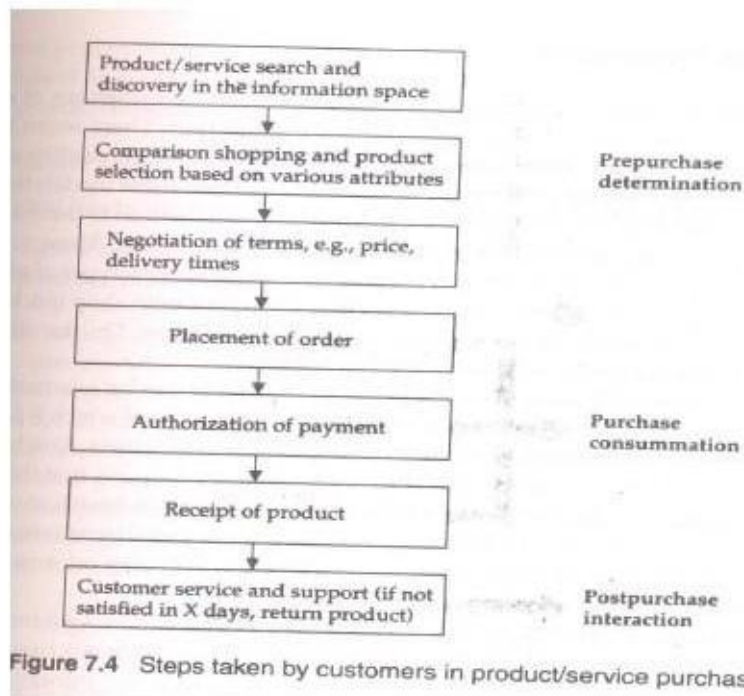 Product/service search and
discovery in the information space
Comparison shopping and product
selection based on various attributes
Prepurchase
determination
Negotiation of terms, e.g., price,
delivery times
Placement of order
Authorization of payment
Purchase
consummation
Receipt of product
Customer service and support (if not
satisfied in X days, return product)
Postpurchase
interaction
Figure 7.4 Steps taken by customers in product/service purchas